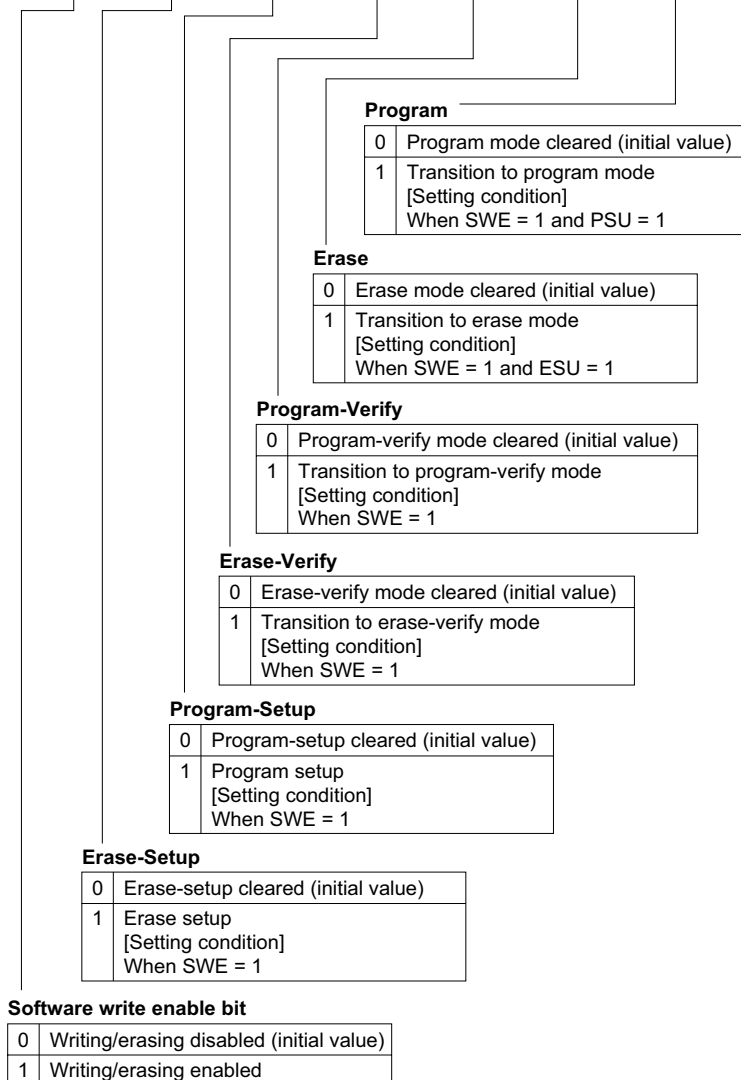 Program
0 Program mode cleared (initial value)
1 Transition to program mode
[Setting condition]
When SWE = 1 and PSU = 1
Erase
0 Erase mode cleared (initial value)
1 Transition to erase mode
[Setting condition]
When SWE = 1 and ESU = 1
Program-Verify
0 Program-verify mode cleared (initial value)
1 Transition to program-verify mode
[Setting condition]
When SWE = 1
Erase-Verify
0 Erase-verify mode cleared (initial value)
1 Transition to erase-verify mode
[Setting condition]
When SWE = 1
Program-Setup
0 Program-setup cleared (initial value)
1 Program setup
[Setting condition]
When SWE = 1
Erase-Setup
0 Erase-setup cleared (initial value)
1 Erase setup
[Setting condition]
When SWE = 1
Software write enable bit
0 Writing/erasing disabled (initial value)
1 Writing/erasing enabled